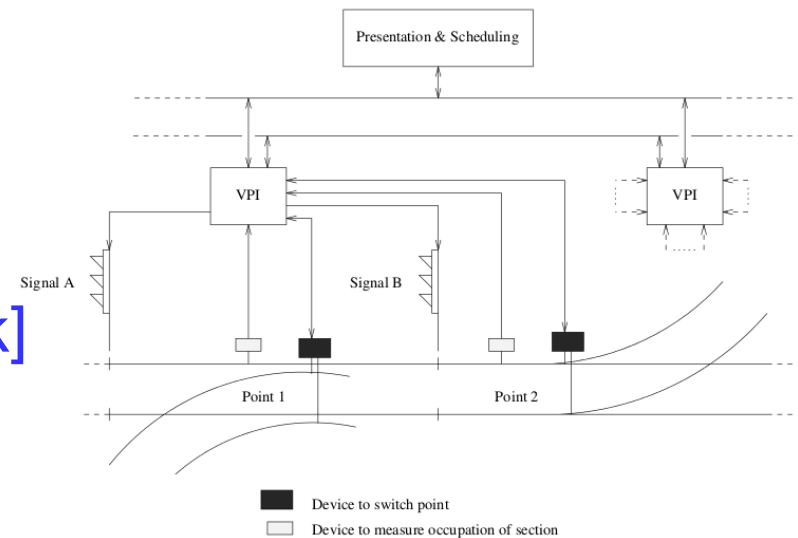 Presentation & Scheduling
VPI
VPI
Signal A
Signal B
k]
Point 1
Point 2
Device to switch point
Device to measure occupation of section